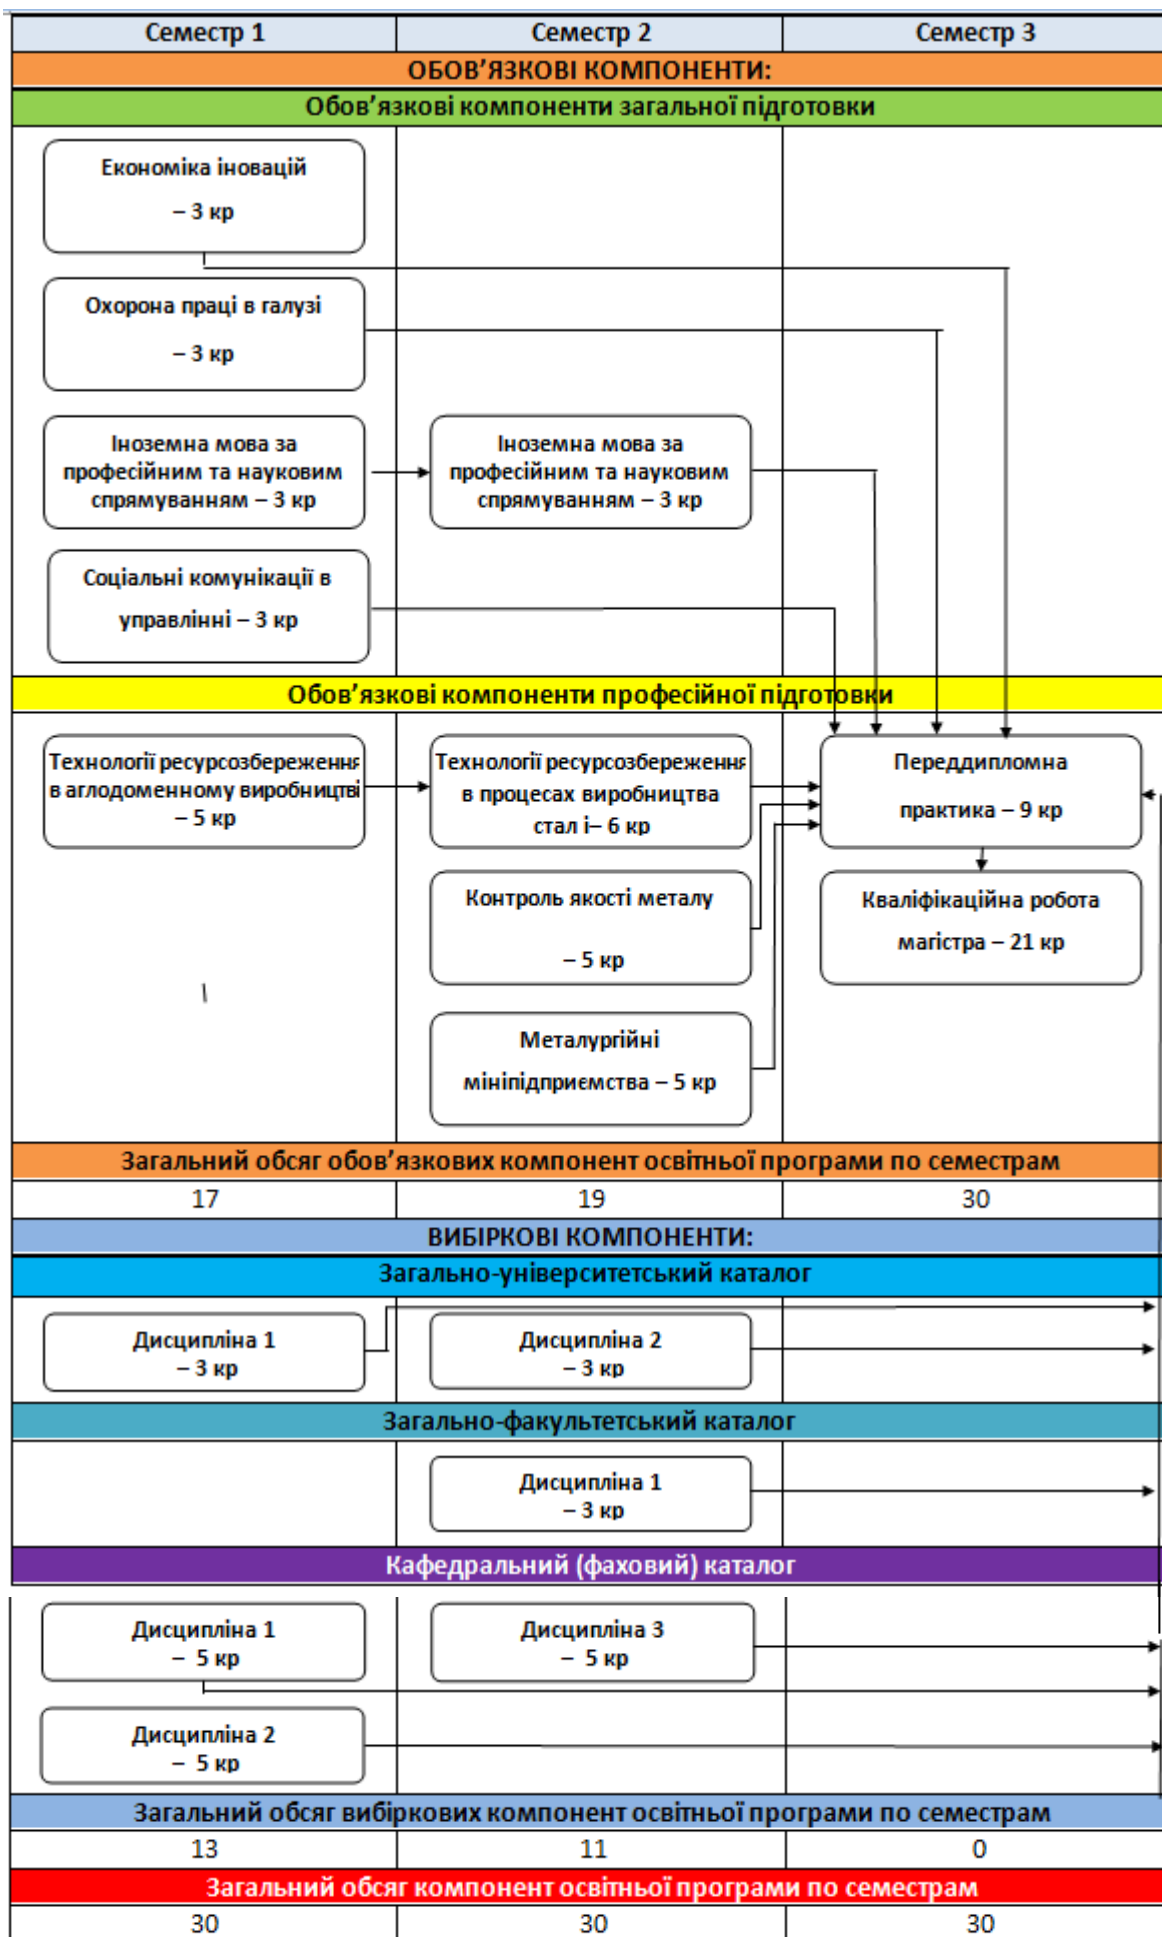 Семестр 1 Семестр 2 Семестр 3
ОБОВ’ЯЗКОВІ КОМПОНЕНТИ:
Обов’язкові компоненти загальної підготовки
Економіка іновацій
– 3 кр
Охорона праці в галузі
– 3 кр
Іноземна мова за
професійним та науковим
спрямуванням – 3 кр
Іноземна мова за
професійним та науковим
спрямуванням – 3 кр
Соціальні комунікації в
управлінні – 3 кр
Обов’язкові компоненти професійної підготовки
Технології ресурсозбереження
в аглодоменному виробництві
– 5 кр
Технології ресурсозбереження
в процесах виробництва
стал і– 6 кр
Переддипломна
практика – 9 кр
Контроль якості металу
– 5 кр
Кваліфікаційна робота
магістра – 21 кр
Металургійні
мініпідприємства – 5 кр
Загальний обсяг обов’язкових компонент освітньої програми по семестрам
17 19 30
ВИБІРКОВІ КОМПОНЕНТИ:
Загально-університетський каталог
Дисципліна 1
– 3 кр
Дисципліна 2
– 3 кр
Загально-факультетський каталог
Дисципліна 1
– 3 кр
Кафедральний (фаховий) каталог
Дисципліна 1
– 5 кр
Дисципліна 3
– 5 кр
Дисципліна 2
– 5 кр
Загальний обсяг вибіркових компонент освітньої програми по семестрам
13 11 0
Загальний обсяг компонент освітньої програми по семестрам
30 30 30